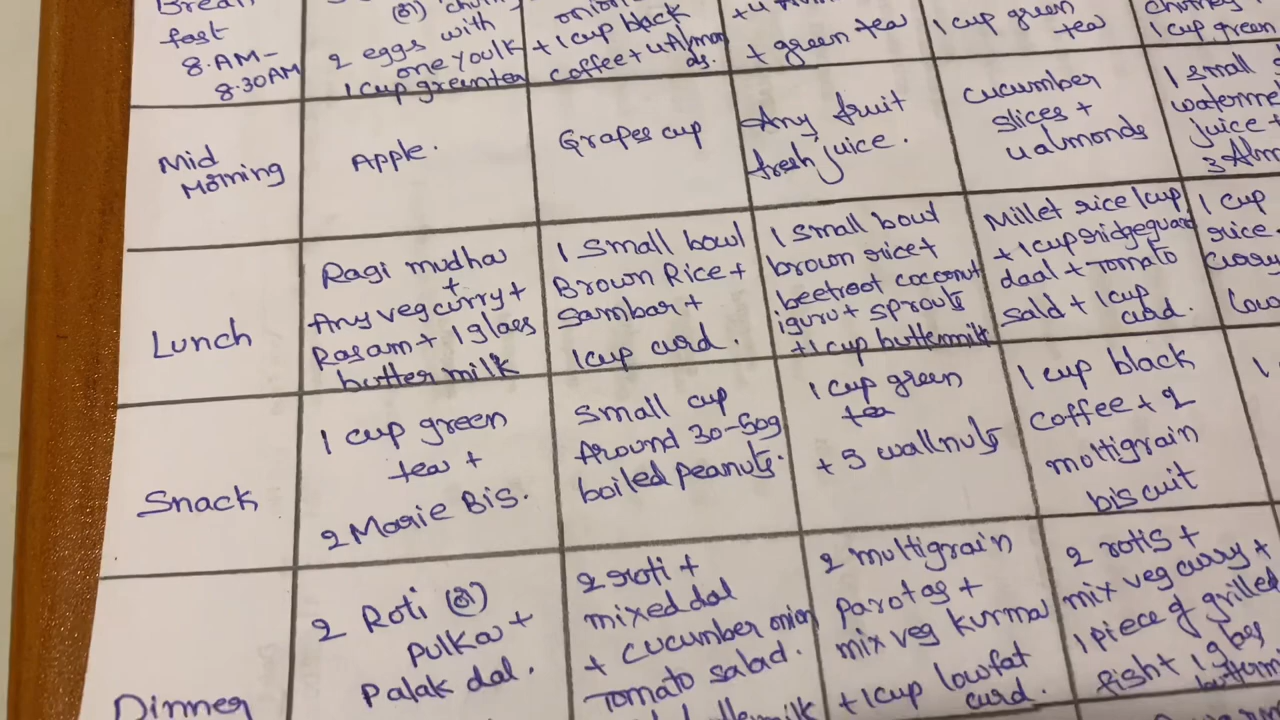 Break
fast
8.AM-
8.30AM
(or)
2 eggs with
one youlk
1 cup greentea
onion
+ 1 cup black
coffee + 4 Almon
ds.
+ green tea
1 cup green
tea
1 cup green
Mid
Morning
Apple.
Grapes cup
Any fruit
fresh juice.
cucumber
slices +
4 almonds
1 small
juice +
Lunch
Ragi mudha
+
Any veg curry +
Rasam + 1 glass
butter milk
1 small bowl
Brown Rice +
sambar +
1 cup curd.
1 small bowl
brown rice +
beetroot coconut
iguru + sprouts
+ 1 cup buttermilk
Millet rice 1 cup
+ 1 cup ridgeguard
daal + Tomato
sald + 1 cup
curd.
1 cup
rice
curry
Snack
1 cup green
tea +
2 Marie Bis.
small cup
Around 30-50g
boiled peanuts.
1 cup green
tea
+ 3 wallnuts
1 cup black
coffee + 2
moltigrain
biscuit
Dinner
2 Roti (or)
pulka +
palak dal.
2 roti +
mixed dal
+ cucumber onion
Tomato salad.
2 multigrain
parotas +
mix veg kurma
+ 1 cup lowfat
curd.
2 rotis +
mix veg curry +
1 piece of grilled
fish +